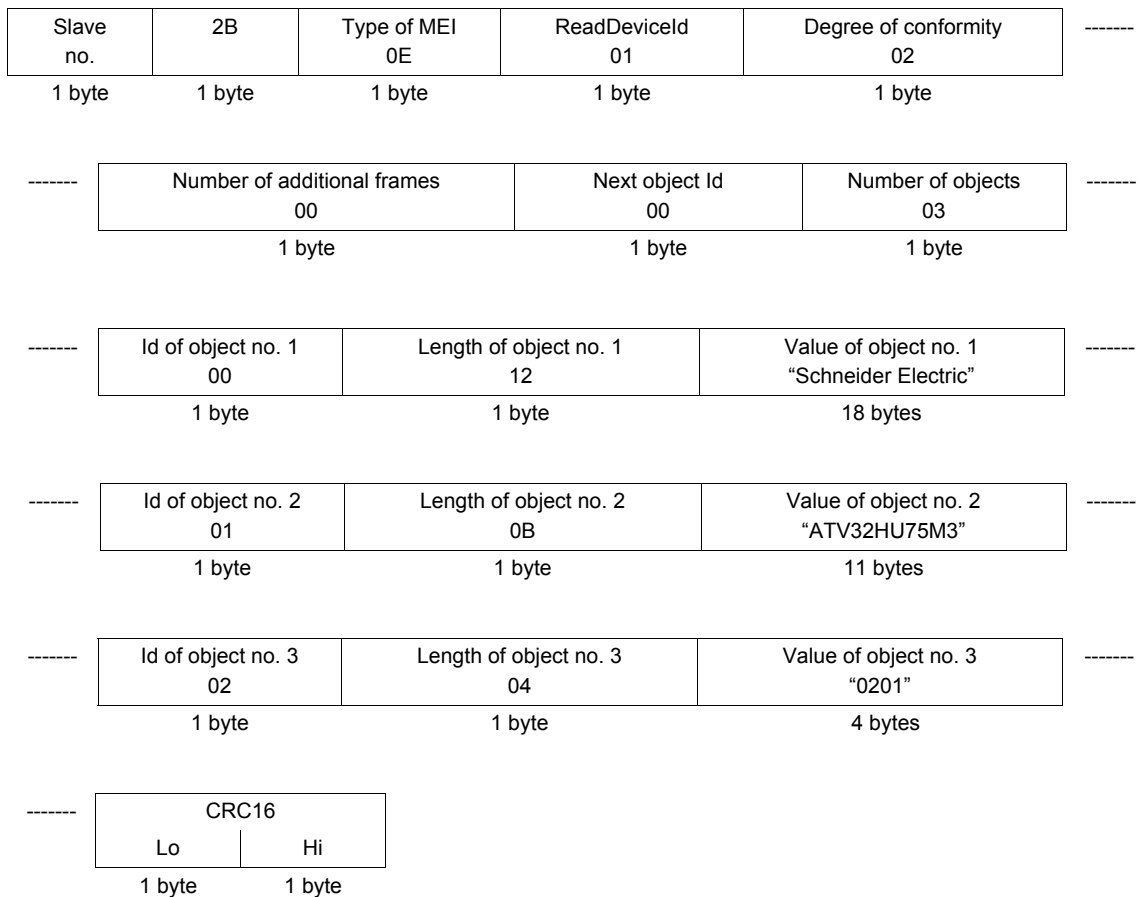 Slave 2B Type of MEI ReadDeviceId Degree of conformity -------
no. 0E 01 02
1 byte 1 byte 1 byte 1 byte 1 byte
------- Number of additional frames Next object Id Number of objects -------
00 00 03
1 byte 1 byte 1 byte
------- Id of object no. 1 Length of object no. 1 Value of object no. 1 -------
00 12 “Schneider Electric”
1 byte 1 byte 18 bytes
------- Id of object no. 2 Length of object no. 2 Value of object no. 2 -------
01 0B “ATV32HU75M3”
1 byte 1 byte 11 bytes
------- Id of object no. 3 Length of object no. 3 Value of object no. 3 -------
02 04 “0201”
1 byte 1 byte 4 bytes
------- CRC16
Lo Hi
1 byte 1 byte